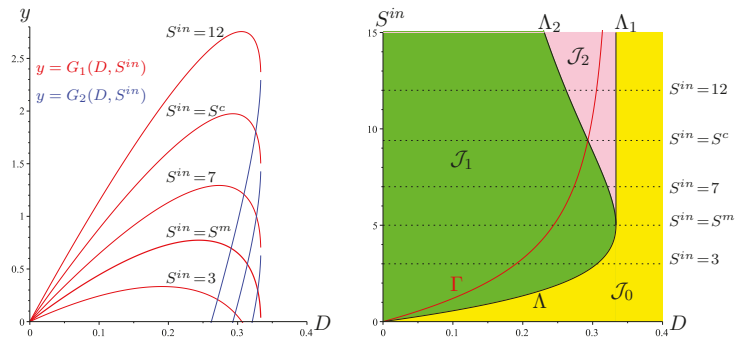 y
S^{in}=12
y = G_1(D, S^{in})
y = G_2(D, S^{in})
S^{in}=S^c
S^{in}=7
S^{in}=S^m
S^{in}=3
2.5
2
1.5
1
0.5
0
0 0.1 0.2 0.3 0.4 D
S^{in} Λ_2 Λ_1
15
10
5
0
𝒥_2
𝒥_1
𝒥_0
Γ
Λ
S^{in}=12
S^{in}=S^c
S^{in}=7
S^{in}=S^m
S^{in}=3
0 0.1 0.2 0.3 0.4 D